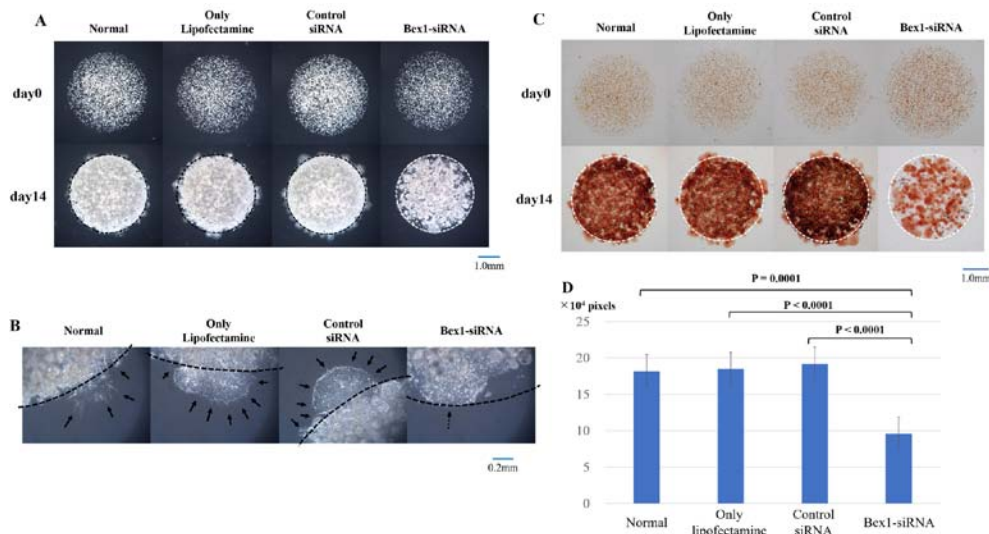 A
Normal
Only
Lipofectamine
Control
siRNA
Bex1-siRNA
day0
day14
1.0mm
B
Normal
Only
Lipofectamine
Control
siRNA
Bex1-siRNA
0.2mm
C
Normal
Only
Lipofectamine
Control
siRNA
Bex1-siRNA
day0
day14
1.0mm
D
×10⁴ pixels
P = 0.0001
P < 0.0001
P < 0.0001
25
20
15
10
5
0
Normal
Only
lipofectamine
Control
siRNA
Bex1-siRNA